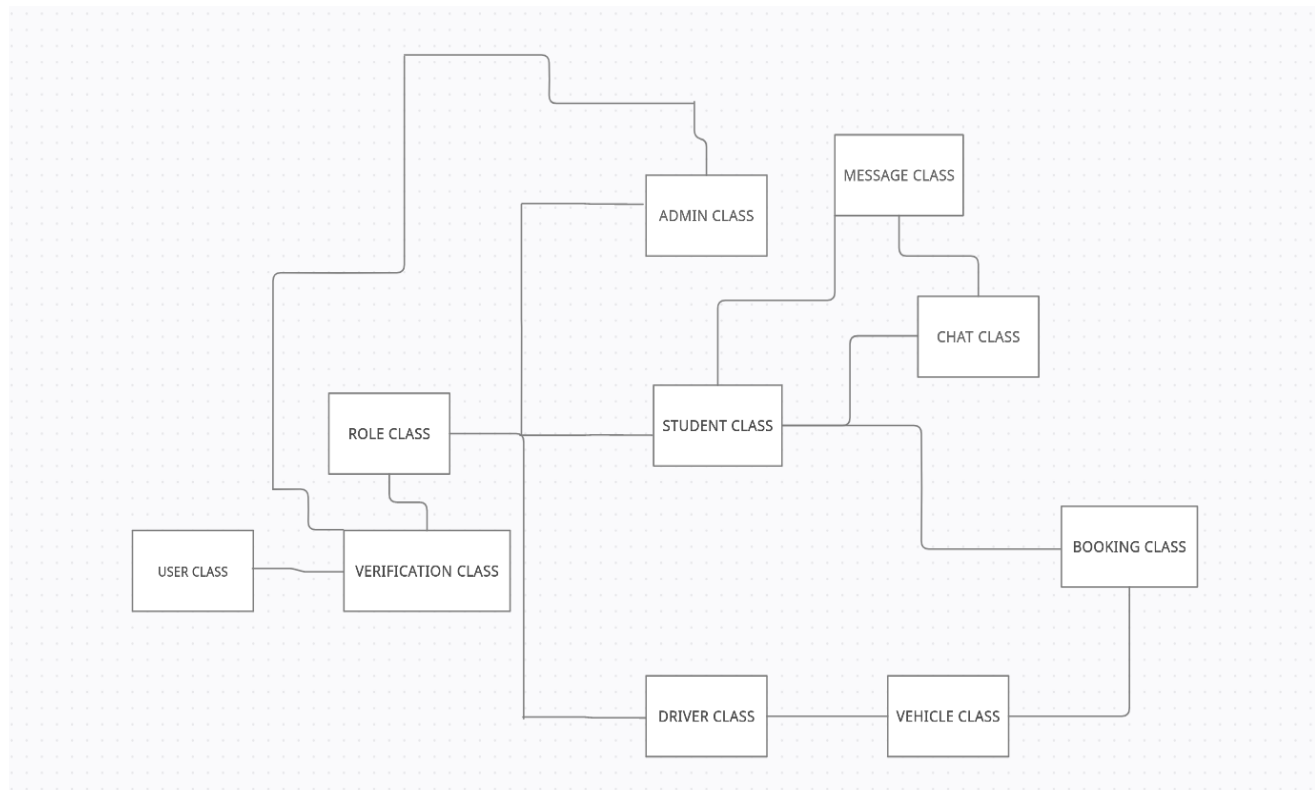 MESSAGE CLASS
ADMIN CLASS
CHAT CLASS
STUDENT CLASS
ROLE CLASS
BOOKING CLASS
USER CLASS
VERIFICATION CLASS
DRIVER CLASS
VEHICLE CLASS